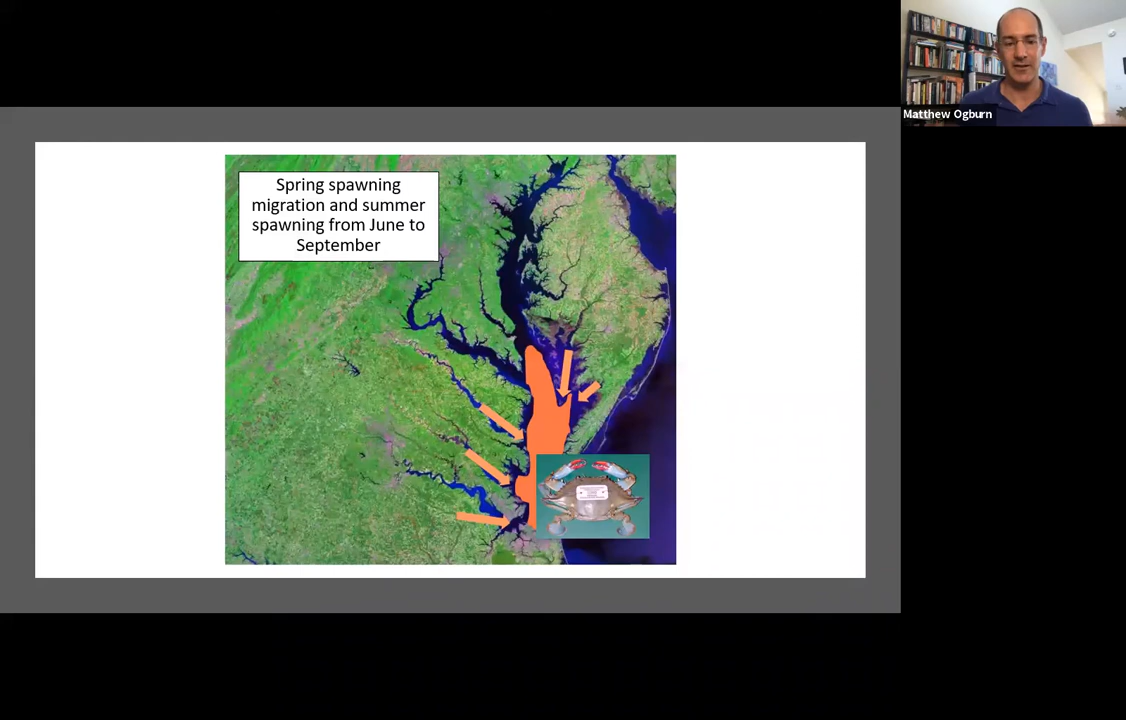 Matthew Ogburn
Spring spawning
migration and summer
spawning from June to
September